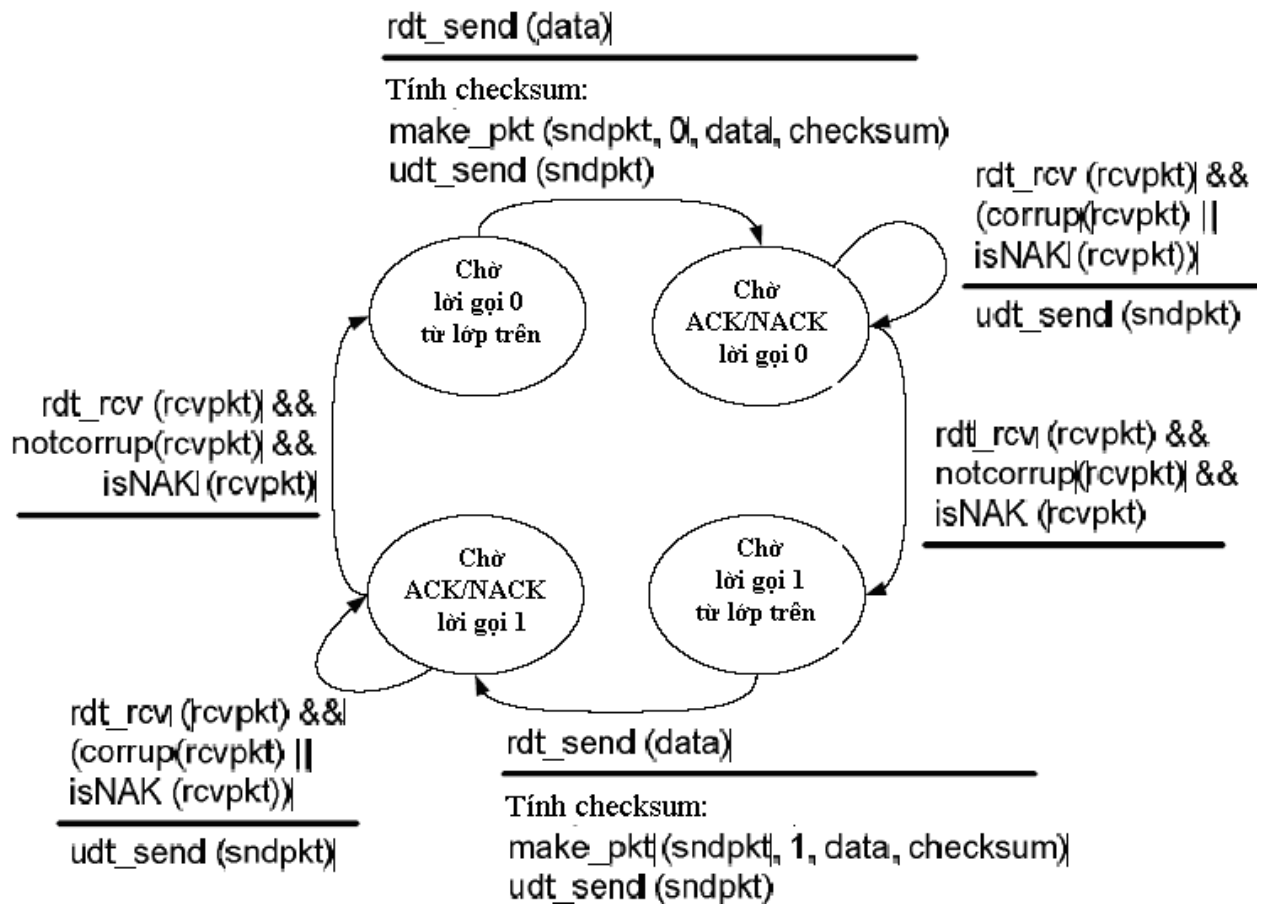 rdt_send (data)
Tính checksum:
make_pkt (sndpkt, 0, data, checksum)
udt_send (sndpkt)
rdt_rcv (rcvpkt) &&
(corrup(rcvpkt) ||
isNAK (rcvpkt))
udt_send (sndpkt)
Chờ
lời gọi 0
từ lớp trên
Chờ
ACK/NACK
lời gọi 0
rdt_rcv (rcvpkt) &&
notcorrup(rcvpkt) &&
isNAK (rcvpkt)
rdt_rcv (rcvpkt) &&
notcorrup(rcvpkt) &&
isNAK (rcvpkt)
Chờ
ACK/NACK
lời gọi 1
Chờ
lời gọi 1
từ lớp trên
rdt_rcv (rcvpkt) &&
(corrup(rcvpkt) ||
isNAK (rcvpkt))
udt_send (sndpkt)
rdt_send (data)
Tính checksum:
make_pkt (sndpkt, 1, data, checksum)
udt_send (sndpkt)